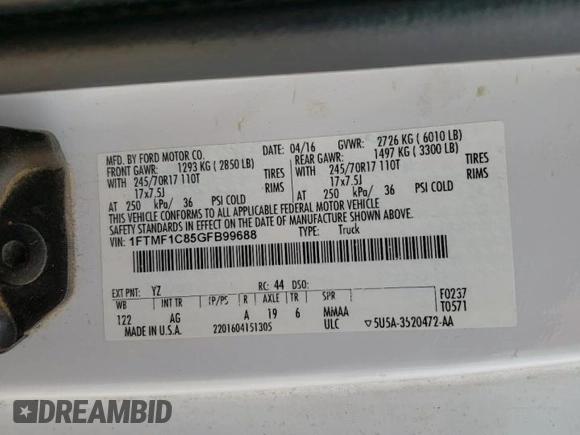 MFD. BY FORD MOTOR CO. DATE: 04/16 GVWR: 2726 KG ( 6010 LB)
FRONT GAWR: 1293 KG ( 2850 LB) REAR GAWR: 1497 KG ( 3300 LB)
WITH 245/70R17 110T TIRES WITH 245/70R17 110T TIRES
17x7.5J RIMS 17x7.5J RIMS
AT 250 kPa/ 36 PSI COLD AT 250 kPa/ 36 PSI COLD
THIS VEHICLE CONFORMS TO ALL APPLICABLE FEDERAL MOTOR VEHICLE
SAFETY STANDARDS IN EFFECT ON THE DATE OF MANUFACTURE SHOWN ABOVE.
VIN: 1FTMF1C85GFB99688 TYPE: Truck
EXT PNT: YZ RC: 44 DSO:
WB INT TR TP/PS R AXLE TR SPR F0237
122 AG A 19 6 MMAA T0571
MADE IN U.S.A. 2201604151305 ULC ▽5U5A-3520472-AA
DREAMBID